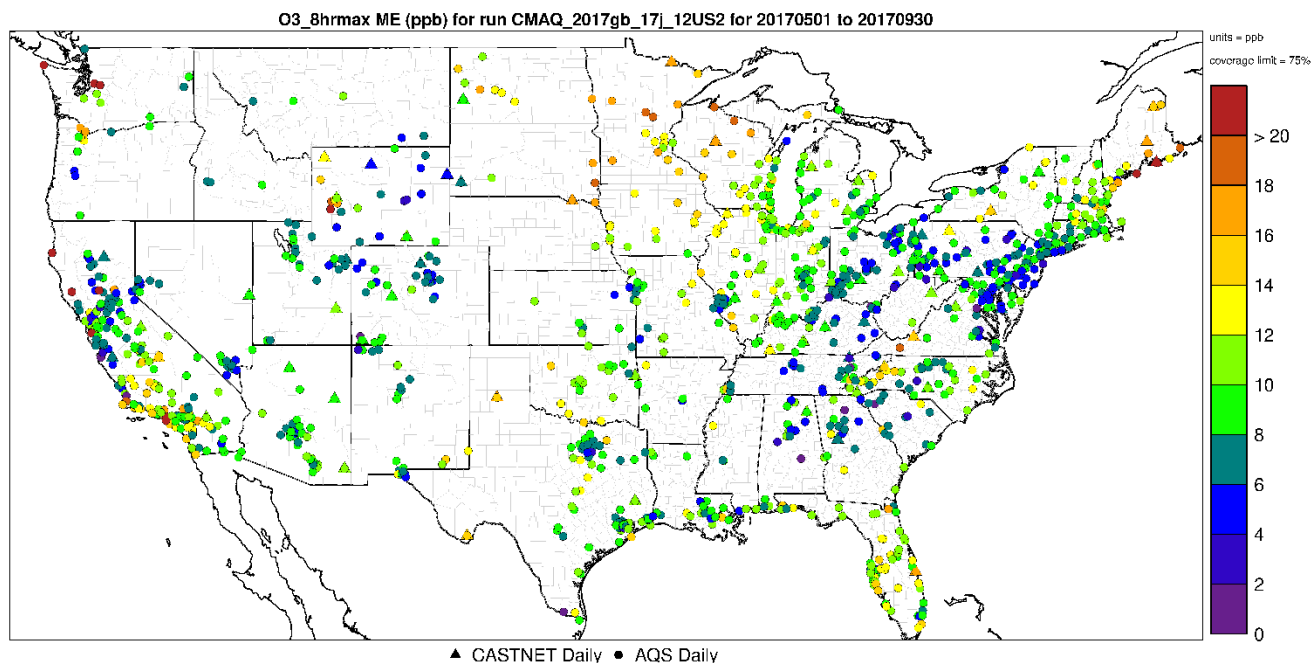 O3_8hrmax ME (ppb) for run CMAQ_2017gb_17j_12US2 for 20170501 to 20170930
units = ppb
coverage limit = 75%
> 20
18
16
14
12
10
8
6
4
2
0
▲ CASTNET Daily ● AQS Daily